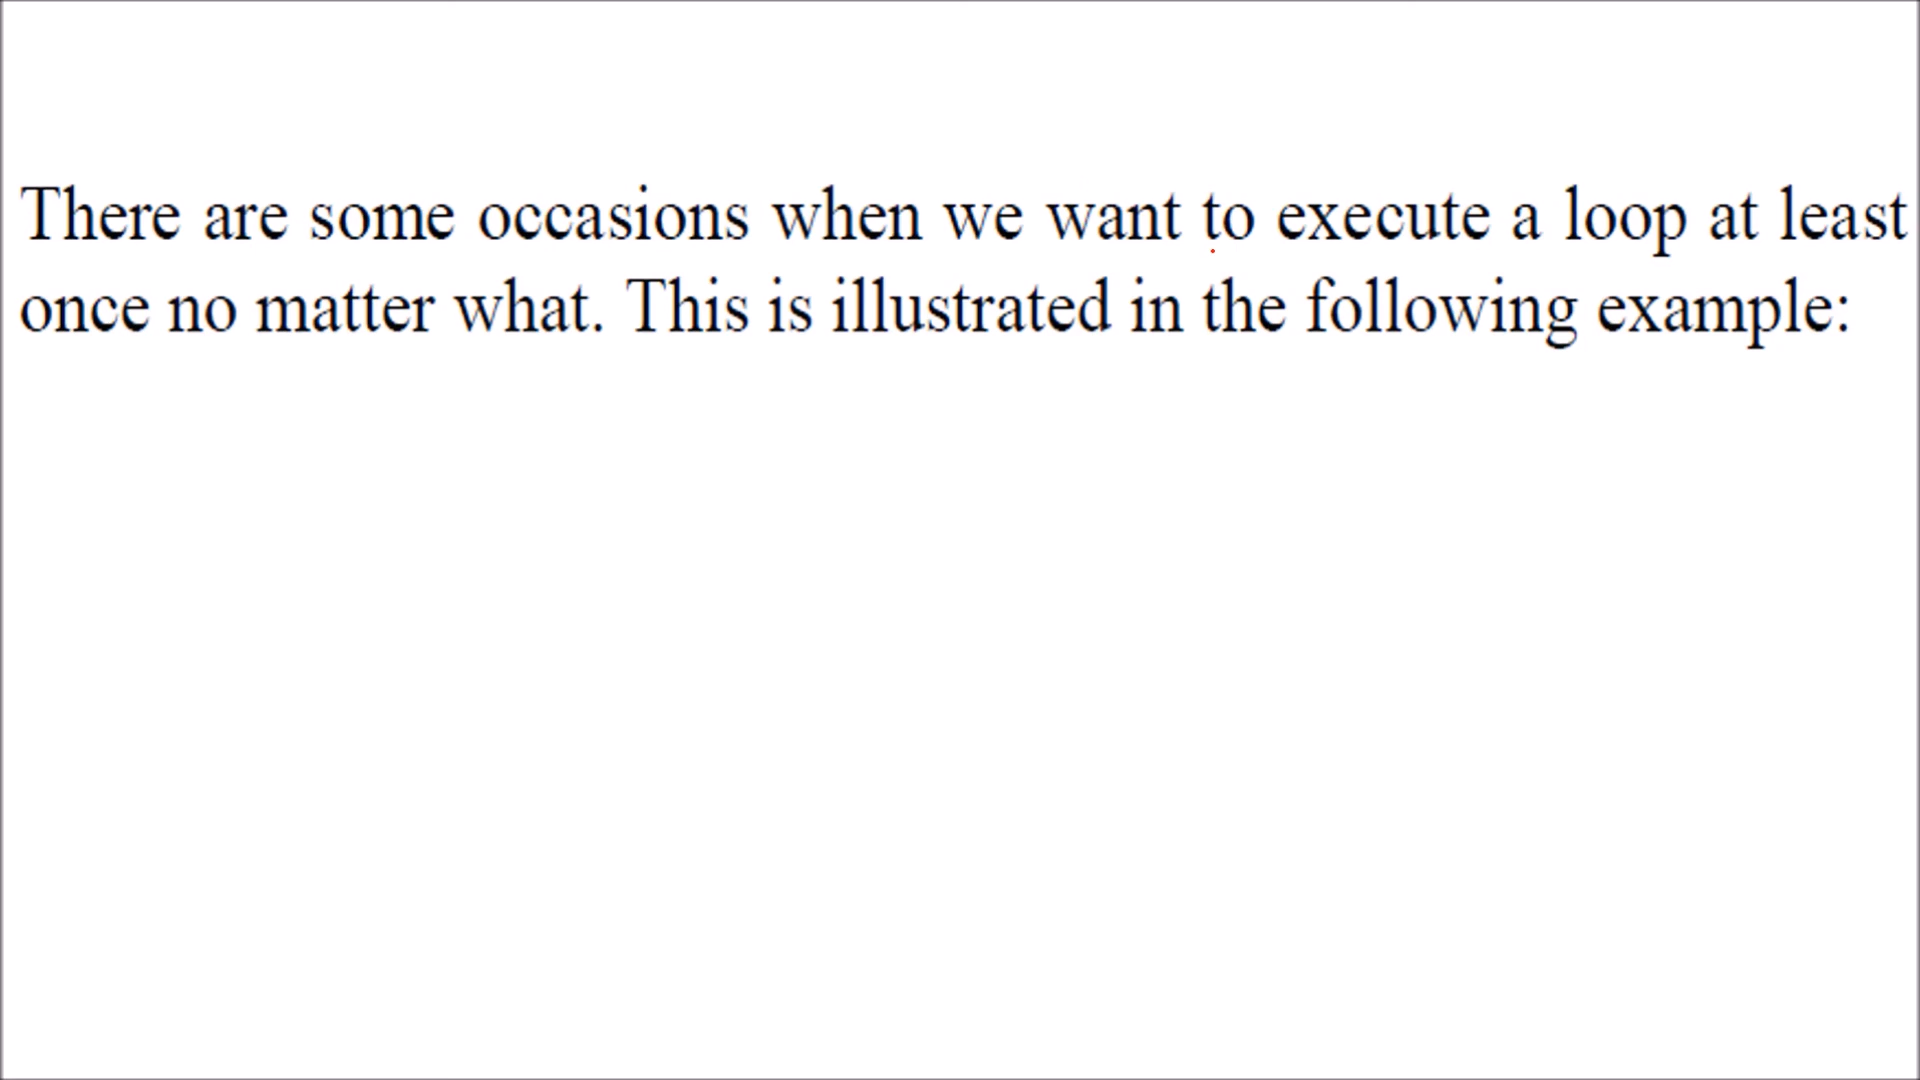 There are some occasions when we want to execute a loop at least
once no matter what. This is illustrated in the following example: